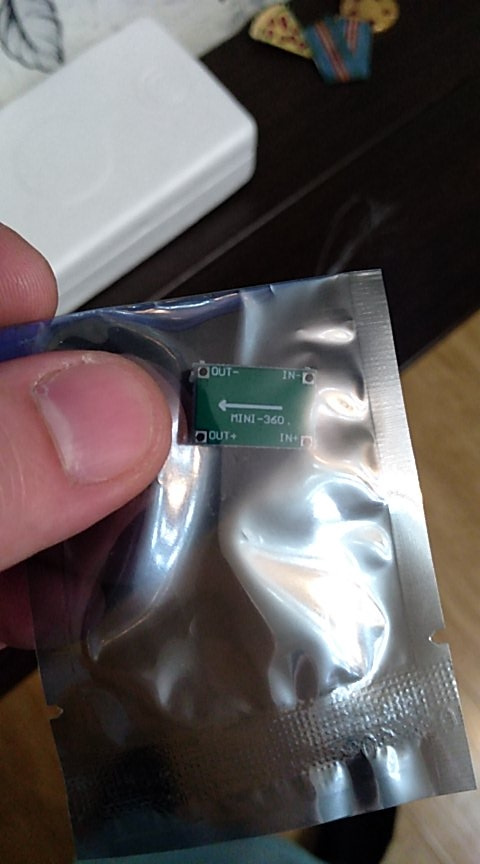 OUT- IN-
MINI-360.
OUT+ IN+